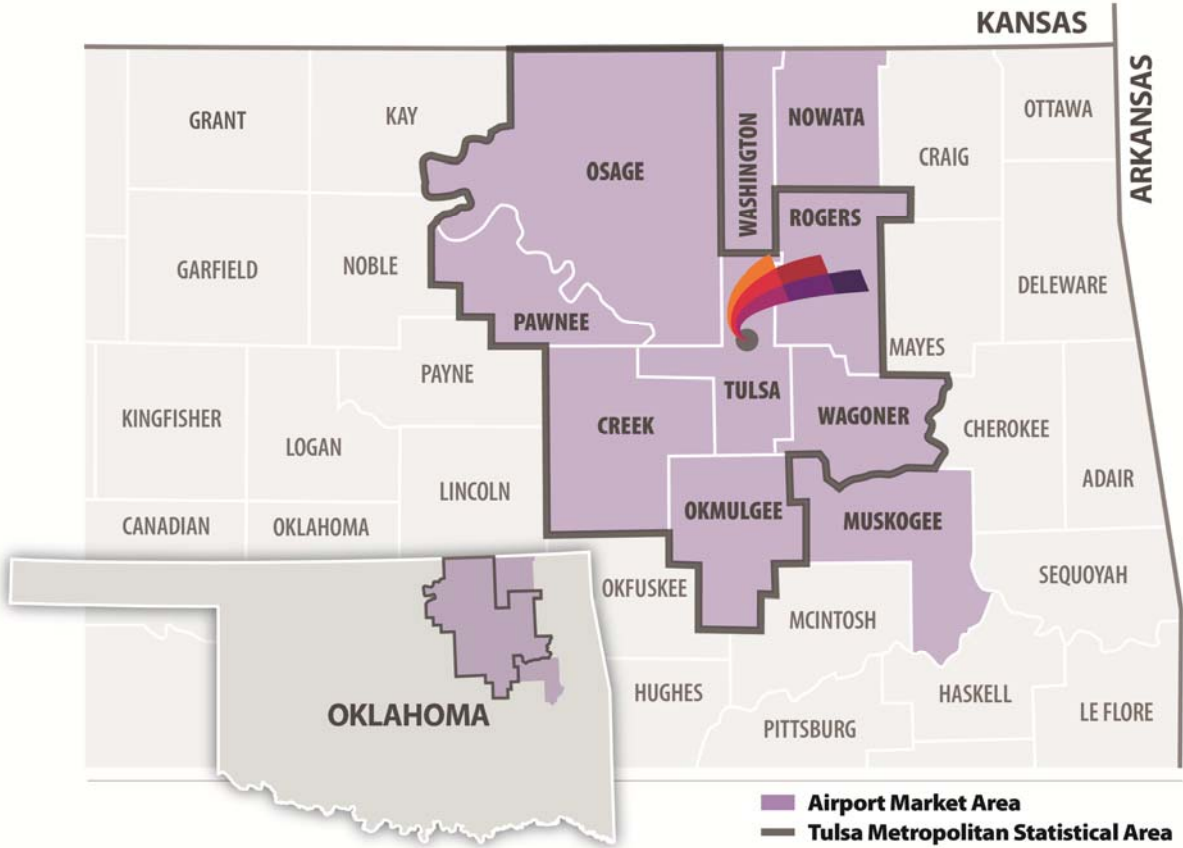 KANSAS
ARKANSAS
GRANT
KAY
OSAGE
WASHINGTON
NOWATA
CRAIG
OTTAWA
GARFIELD
NOBLE
PAWNEE
ROGERS
DELEWARE
MAYES
KINGFISHER
LOGAN
PAYNE
CREEK
TULSA
WAGONER
CHEROKEE
ADAIR
LINCOLN
CANADIAN
OKLAHOMA
OKMULGEE
MUSKOGEE
OKFUSKEE
MCINTOSH
SEQUOYAH
HUGHES
PITTSBURG
HASKELL
LE FLORE
OKLAHOMA
Airport Market Area
Tulsa Metropolitan Statistical Area